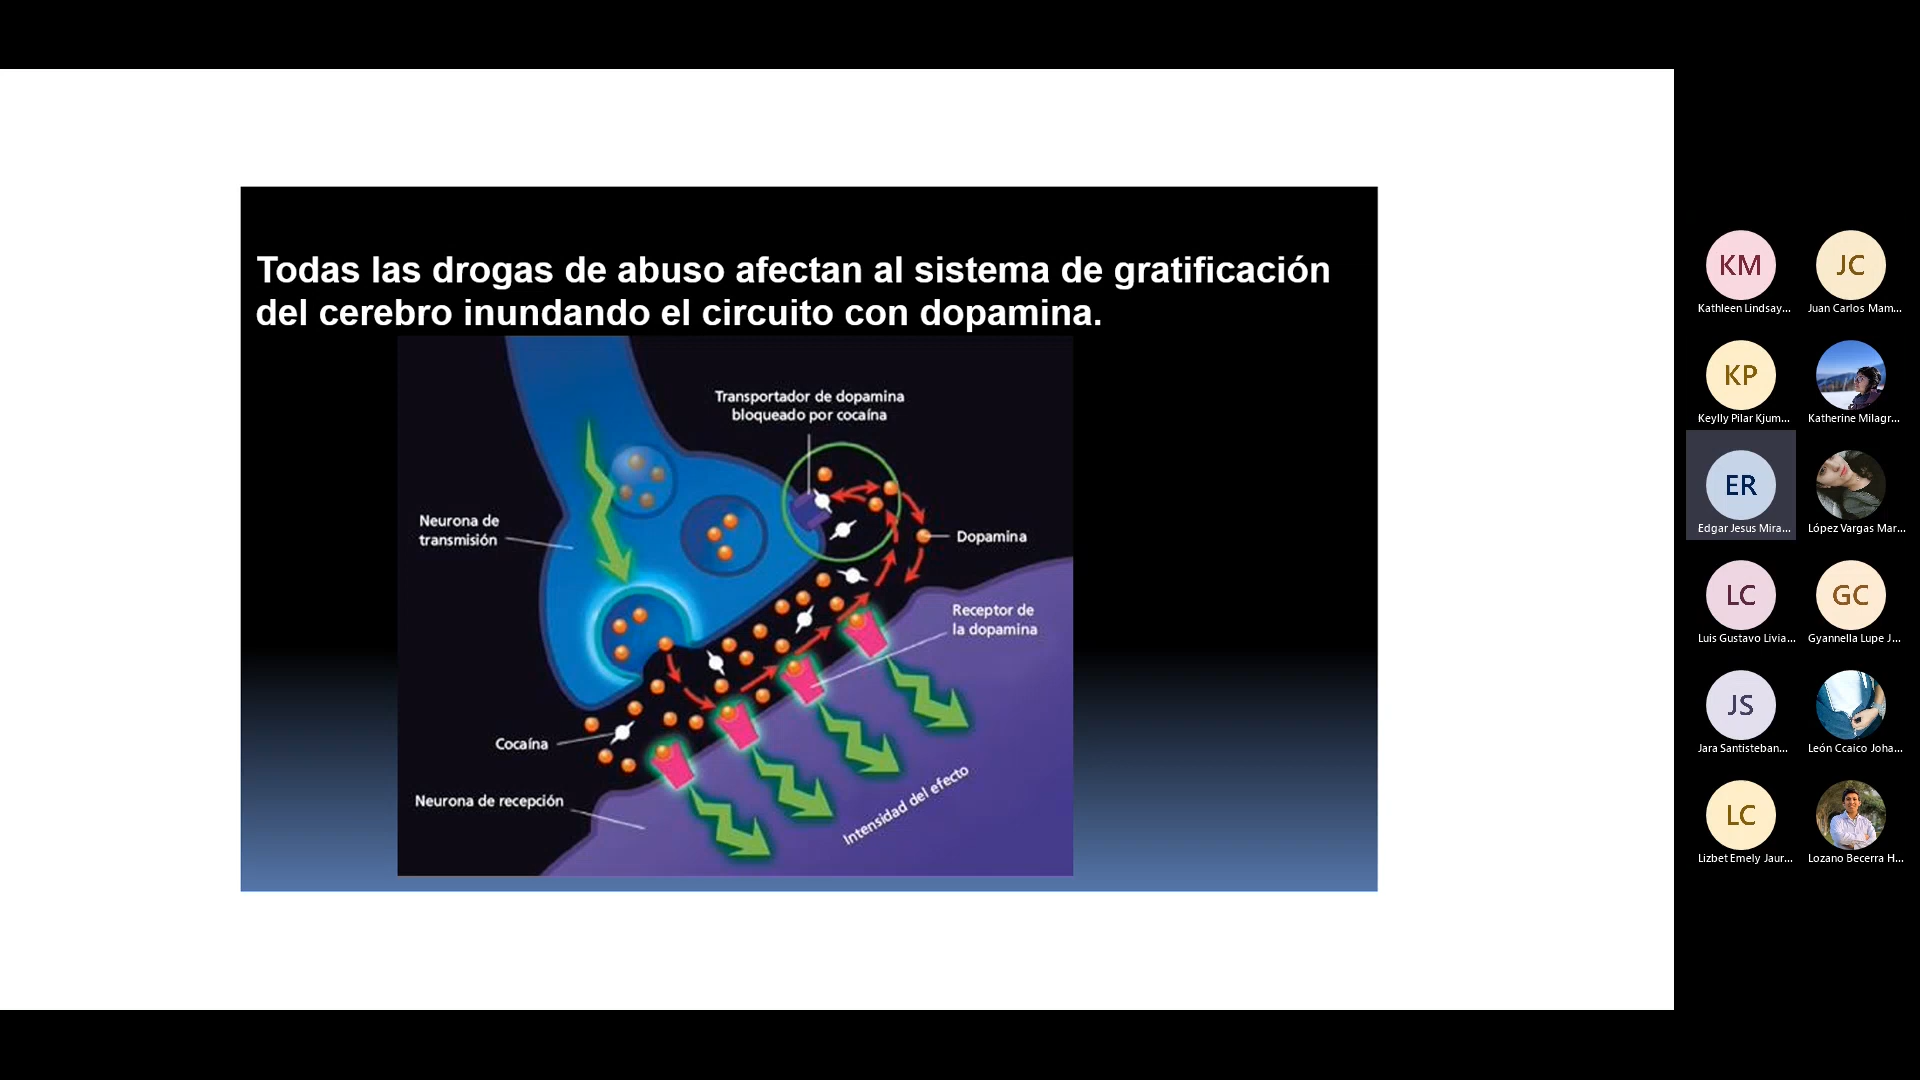 Todas las drogas de abuso afectan al sistema de gratificación
del cerebro inundando el circuito con dopamina.
Transportador de dopamina
bloqueado por cocaína
Neurona de
transmisión
Dopamina
Receptor de
la dopamina
Cocaína
Neurona de recepción
Intensidad del efecto
KM
Kathleen Lindsay...
JC
Juan Carlos Mam...
KP
Keylly Pilar Kjum...
Katherine Milagr...
ER
Edgar Jesus Mira...
López Vargas Mar...
LC
Luis Gustavo Livia...
GC
Gyannella Lupe J...
JS
Jara Santisteban...
León Ccaico Joha...
LC
Lizbet Emely Jaur...
Lozano Becerra H...